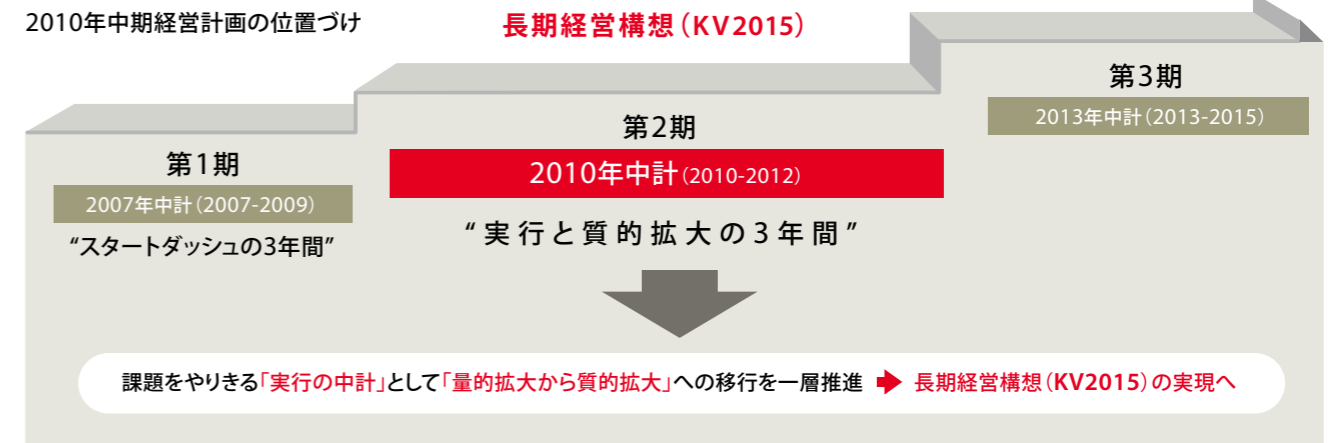 2010年中期経営計画の位置づけ
長期経営構想（KV2015）
第1期
2007年中計（2007-2009）
“スタートダッシュの3年間”
第2期
2010年中計（2010-2012）
“実行と質的拡大の3年間”
第3期
2013年中計（2013-2015）
課題をやりきる「実行の中計」として「量的拡大から質的拡大」への移行を一層推進 長期経営構想（KV2015）の実現へ